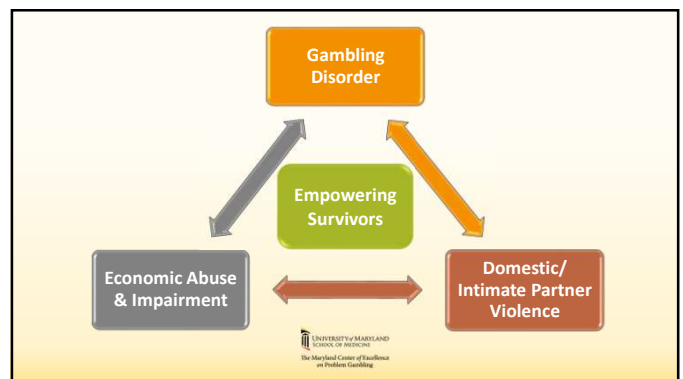 Gambling
Disorder
Empowering
Survivors
Economic Abuse
& Impairment
Domestic/
Intimate Partner
Violence
UNIVERSITY of MARYLAND
SCHOOL OF MEDICINE
The Maryland Center of Excellence
on Problem Gambling